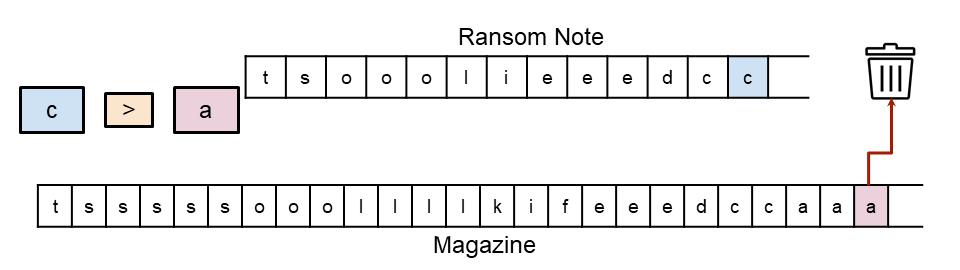 Ransom Note
t s o o o l i e e e d c c
c > a
t s s s s s o o o l l l l k i f e e e d c c a a a
Magazine